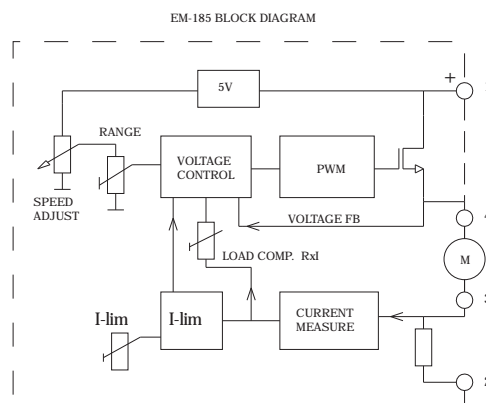 EM-185 BLOCK DIAGRAM
5V
+
RANGE
SPEED
ADJUST
VOLTAGE
CONTROL
PWM
VOLTAGE FB
LOAD COMP. RxI
M
I-lim
I-lim
CURRENT
MEASURE
2